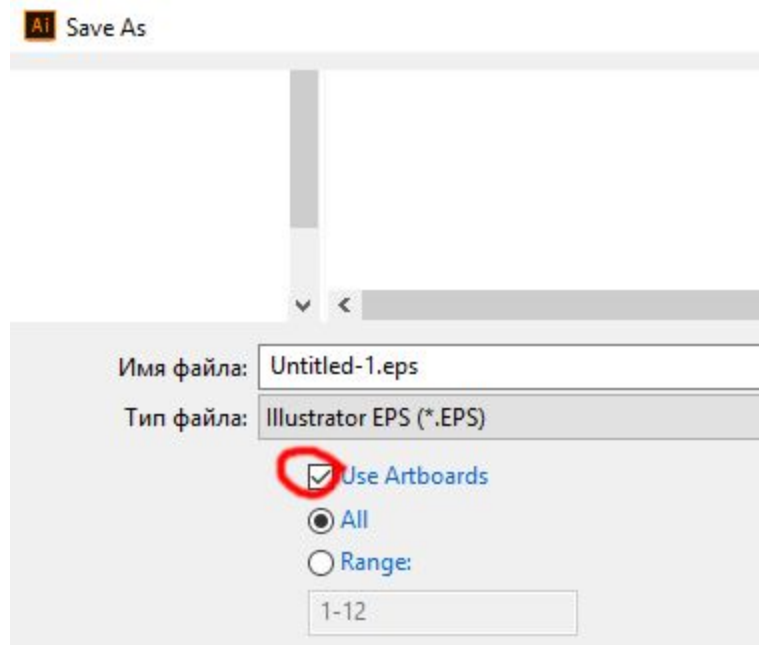 Ai Save As
Имя файла: Untitled-1.eps
Тип файла: Illustrator EPS (*.EPS)
Use Artboards
All
Range:
1-12